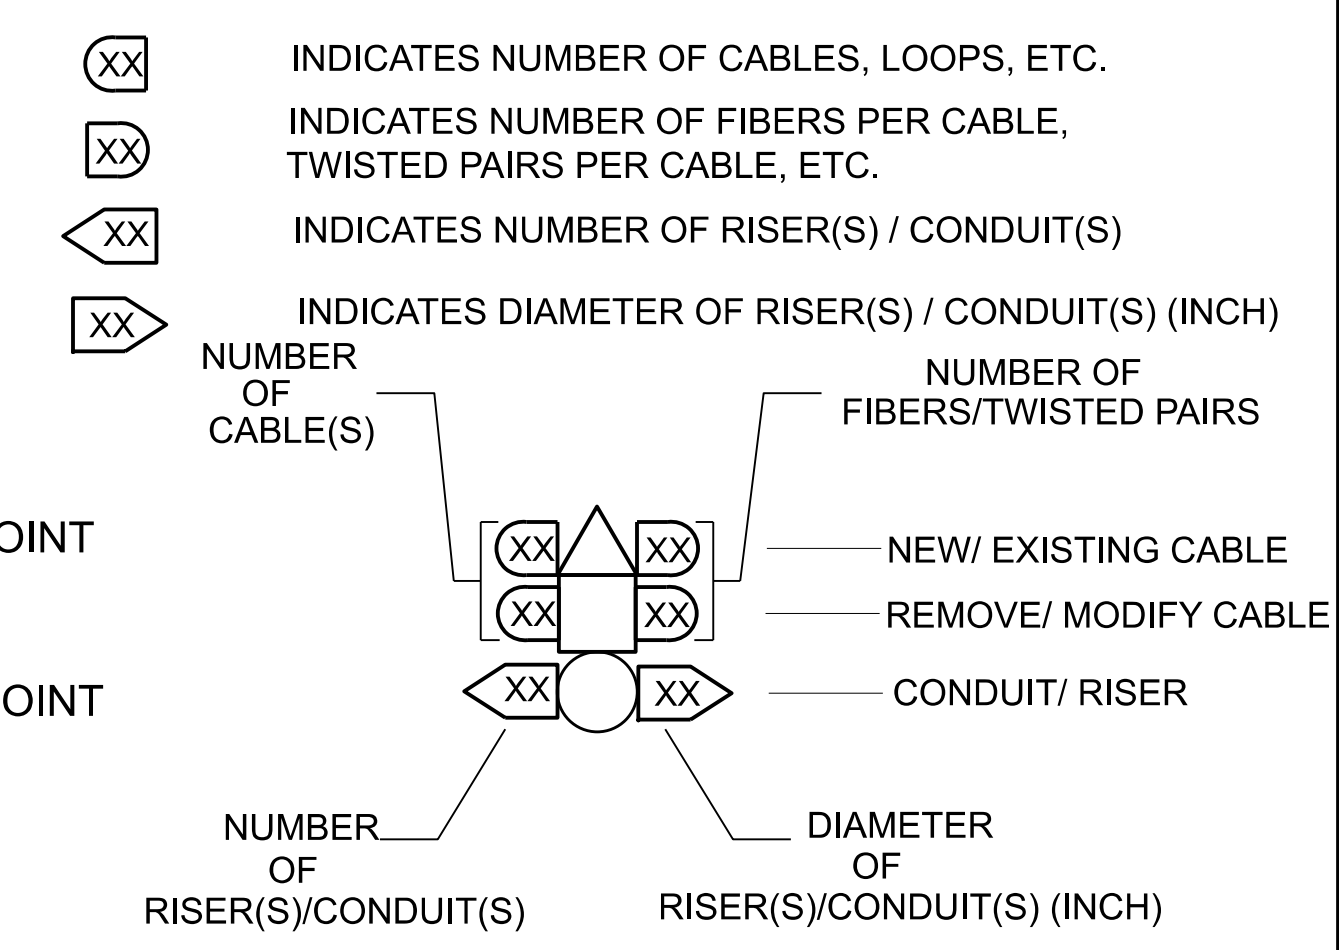 XX INDICATES NUMBER OF CABLES, LOOPS, ETC.
XX INDICATES NUMBER OF FIBERS PER CABLE,
TWISTED PAIRS PER CABLE, ETC.
XX INDICATES NUMBER OF RISER(S) / CONDUIT(S)
XX INDICATES DIAMETER OF RISER(S) / CONDUIT(S) (INCH)
NUMBER
OF
CABLE(S)
NUMBER OF
FIBERS/TWISTED PAIRS
OINT
XX XX NEW/ EXISTING CABLE
XX XX REMOVE/ MODIFY CABLE
OINT
XX XX CONDUIT/ RISER
NUMBER
OF
RISER(S)/CONDUIT(S)
DIAMETER
OF
RISER(S)/CONDUIT(S) (INCH)